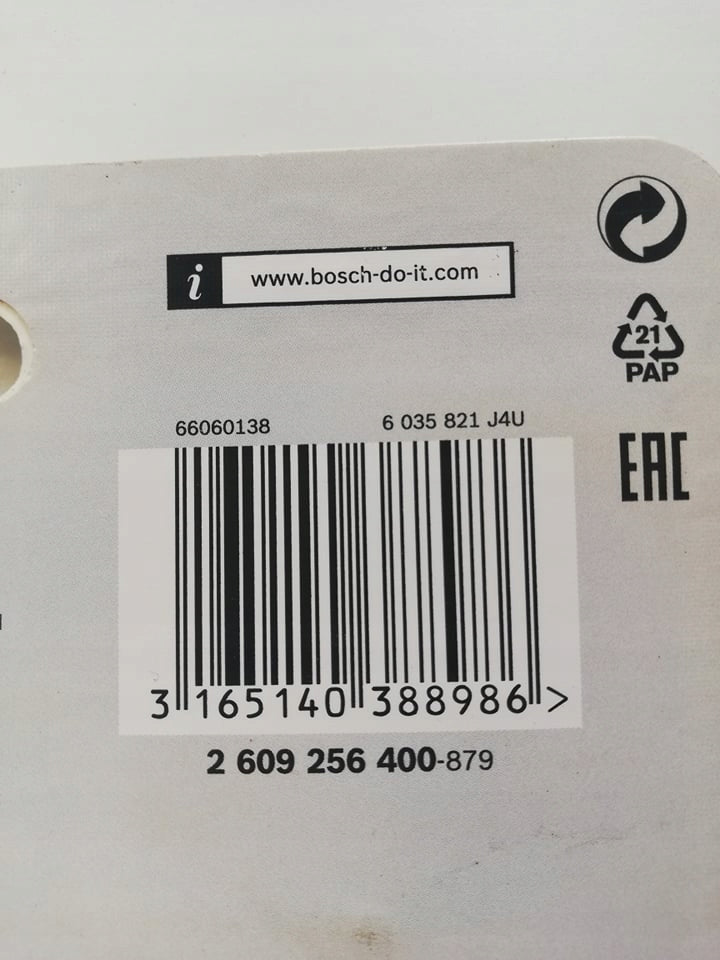 i www.bosch-do-it.com
21
PAP
66060138 6 035 821 J4U
EAC
3 165140 388986 >
2 609 256 400-879